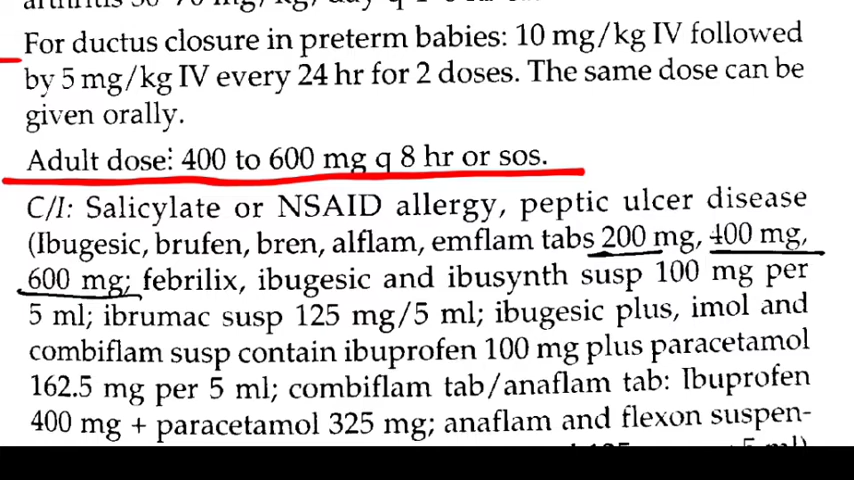 For ductus closure in preterm babies: 10 mg/kg IV followed
by 5 mg/kg IV every 24 hr for 2 doses. The same dose can be
given orally.
Adult dose: 400 to 600 mg q 8 hr or sos.
C/I: Salicylate or NSAID allergy, peptic ulcer disease
(Ibugesic, brufen, bren, alflam, emflam tabs 200 mg, 400 mg,
600 mg; febrilix, ibugesic and ibusynth susp 100 mg per
5 ml; ibrumac susp 125 mg/5 ml; ibugesic plus, imol and
combiflam susp contain ibuprofen 100 mg plus paracetamol
162.5 mg per 5 ml; combiflam tab/anaflam tab: Ibuprofen
400 mg + paracetamol 325 mg; anaflam and flexon suspen-